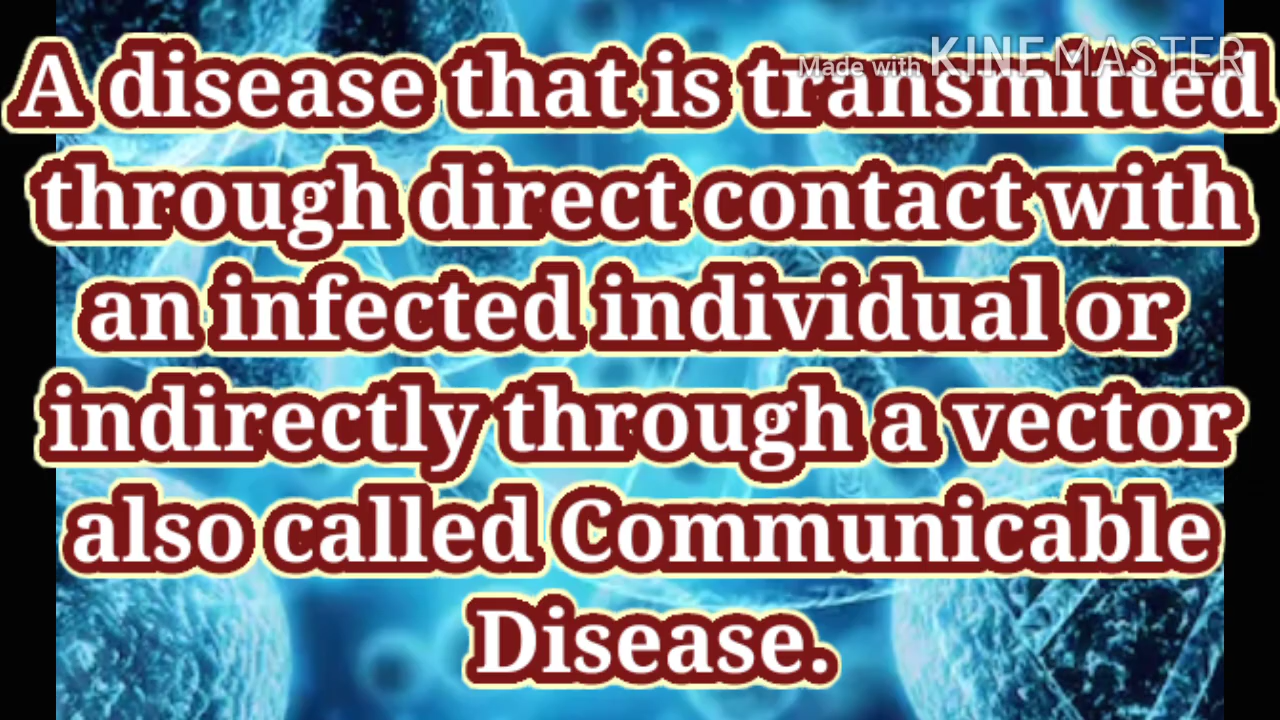 Made with KINEMASTER
A disease that is transmitted
through direct contact with
an infected individual or
indirectly through a vector
also called Communicable
Disease.